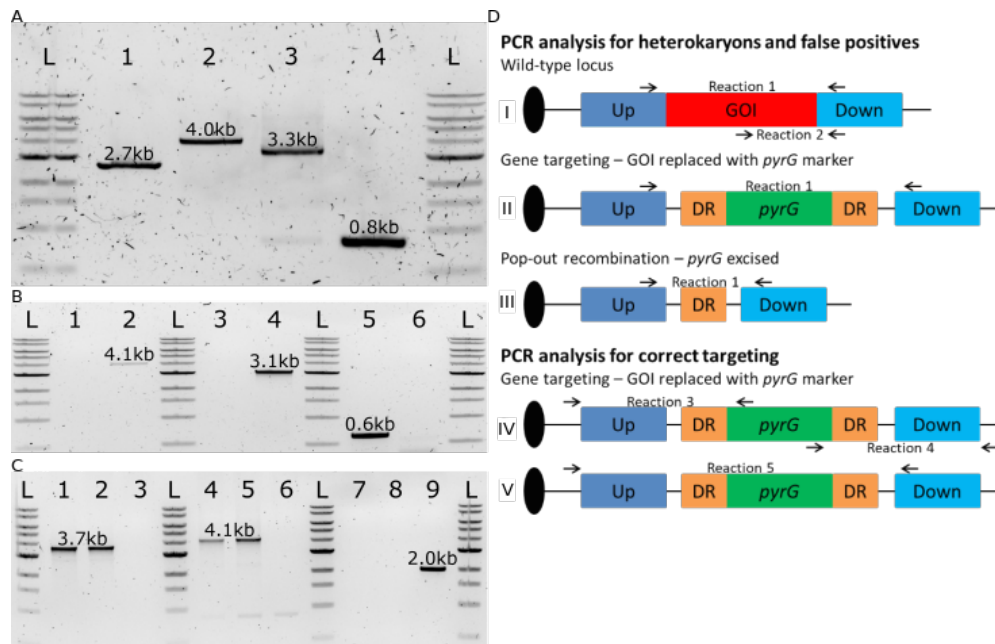 A
L 1 2 3 4 L
4.0kb
3.3kb
2.7kb
0.8kb
B
L 1 2 L 3 4 L 5 6 L
4.1kb
3.1kb
0.6kb
C
L 1 2 3 L 4 5 6 L 7 8 9 L
3.7kb
4.1kb
2.0kb
D
PCR analysis for heterokaryons and false positives
Wild-type locus
Reaction 1
I Up GOI Down
Reaction 2
Gene targeting – GOI replaced with pyrG marker
Reaction 1
II Up DR pyrG DR Down
Pop-out recombination – pyrG excised
Reaction 1
III Up DR Down
PCR analysis for correct targeting
Gene targeting – GOI replaced with pyrG marker
Reaction 3
IV Up DR pyrG DR Down
Reaction 4
Reaction 5
V Up DR pyrG DR Down